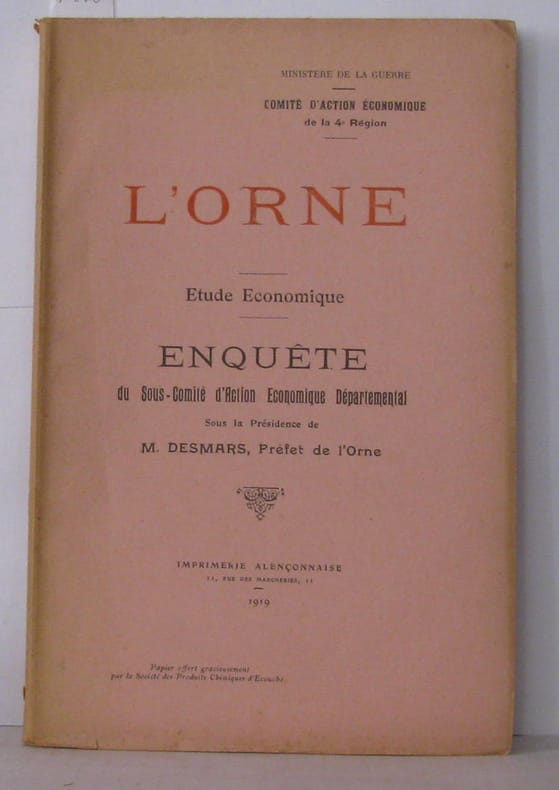 MINISTERE DE LA GUERRE
COMITÉ D'ACTION ÉCONOMIQUE
de la 4e Région
L'ORNE
Etude Economique
ENQUÊTE
du Sous-Comité d'Action Economique Départemental
Sous la Présidence de
M. DESMARS, Préfet de l'Orne
IMPRIMERIE ALENÇONNAISE
11, RUE DES MARCHERIES, 11
1919
Papier offert gracieusement
par la Société des Produits Chimiques d'Ecouché.